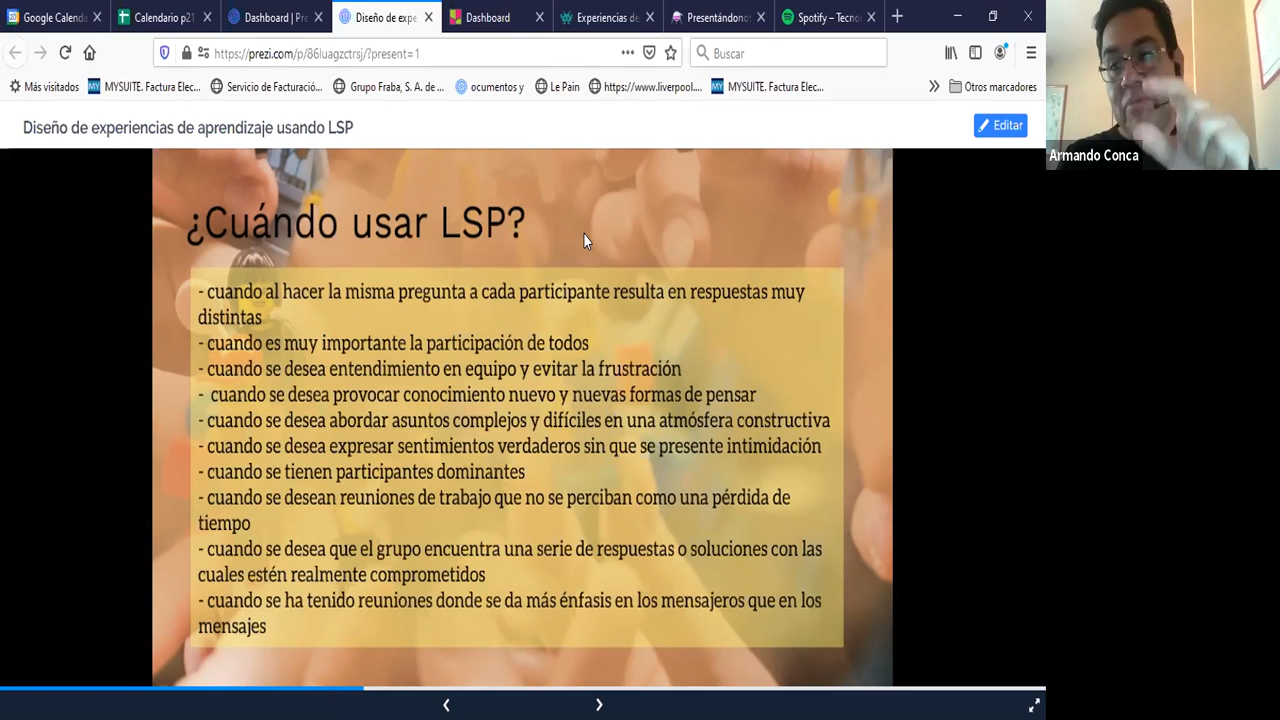 Google Calenda
Calendario p21
Dashboard | Pre
Diseño de expe
Dashboard
Experiencias de
Presentándono
Spotify – Tecno
https://prezi.com/p/86luagzctrsj/?present=1
Buscar
Más visitados
MYSUITE. Factura Elec...
Servicio de Facturació...
Grupo Fraba, S. A. de ...
ocumentos y
Le Pain
https://www.liverpool....
MYSUITE. Factura Elec...
Otros marcadores
Diseño de experiencias de aprendizaje usando LSP
Editar
Armando Conca
¿Cuándo usar LSP?
- cuando al hacer la misma pregunta a cada participante resulta en respuestas muy
distintas
- cuando es muy importante la participación de todos
- cuando se desea entendimiento en equipo y evitar la frustración
- cuando se desea provocar conocimiento nuevo y nuevas formas de pensar
- cuando se desea abordar asuntos complejos y difíciles en una atmósfera constructiva
- cuando se desea expresar sentimientos verdaderos sin que se presente intimidación
- cuando se tienen participantes dominantes
- cuando se desean reuniones de trabajo que no se perciban como una pérdida de
tiempo
- cuando se desea que el grupo encuentra una serie de respuestas o soluciones con las
cuales estén realmente comprometidos
- cuando se ha tenido reuniones donde se da más énfasis en los mensajeros que en los
mensajes